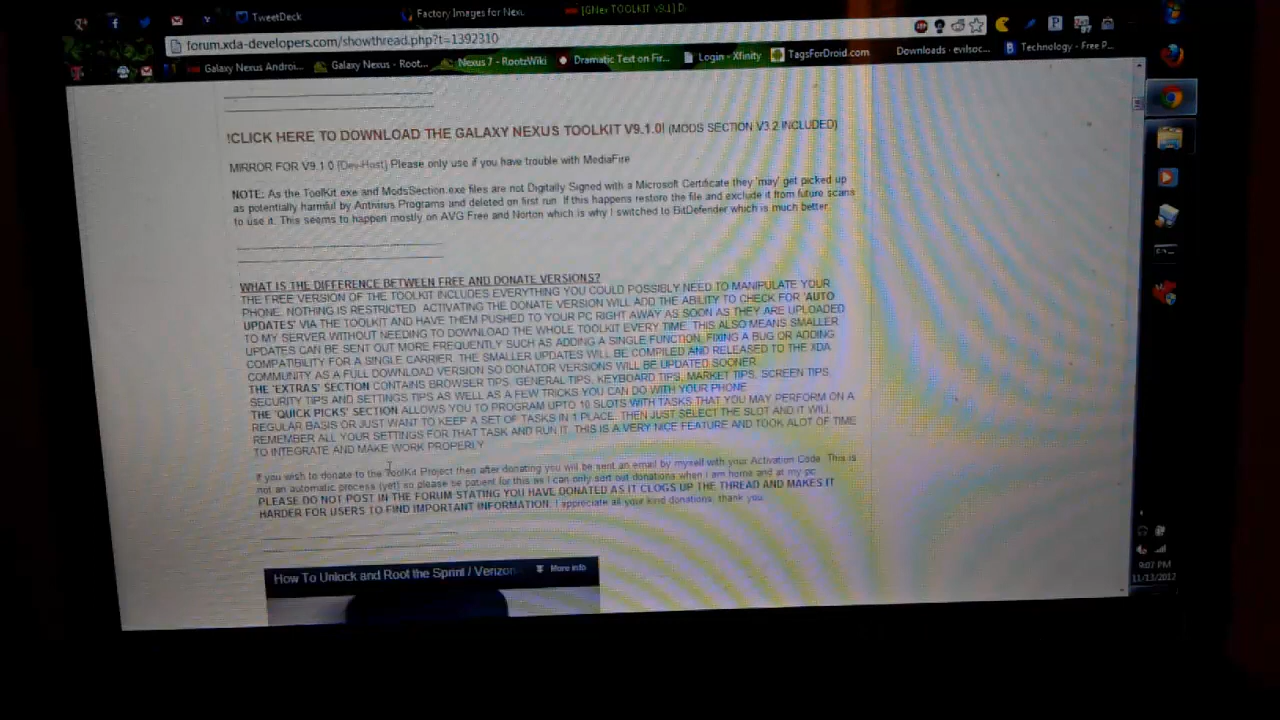 TweetDeck
Factory Images for Nexu
[GNex TOOLKIT V9.1] D
forum.xda-developers.com/showthread.php?t=1392310
Galaxy Nexus Androi...
Galaxy Nexus - Root...
Nexus 7 - RootzWiki
Dramatic Text on Fir...
Login - Xfinity
TagsForDroid.com
Downloads - evilsoc...
Technology - Free P...
!CLICK HERE TO DOWNLOAD THE GALAXY NEXUS TOOLKIT V9.1.0! (MODS SECTION V3.2 INCLUDED)
MIRROR FOR V9.1.0 [Dev-Host] Please only use if you have trouble with MediaFire
NOTE: As the ToolKit.exe and ModsSection.exe files are not Digitally Signed with a Microsoft Certificate they 'may' get picked up
as potentially harmful by Antivirus Programs and deleted on first run. If this happens restore the file and exclude it from future scans
to use it. This seems to happen mostly on AVG Free and Norton which is why I switched to BitDefender which is much better.
WHAT IS THE DIFFERENCE BETWEEN FREE AND DONATE VERSIONS?
THE FREE VERSION OF THE TOOLKIT INCLUDES EVERYTHING YOU COULD POSSIBLY NEED TO MANIPULATE YOUR
PHONE. NOTHING IS RESTRICTED. ACTIVATING THE DONATE VERSION WILL ADD THE ABILITY TO CHECK FOR 'AUTO
UPDATES' VIA THE TOOLKIT AND HAVE THEM PUSHED TO YOUR PC RIGHT AWAY AS SOON AS THEY ARE UPLOADED
TO MY SERVER WITHOUT NEEDING TO DOWNLOAD THE WHOLE TOOLKIT EVERY TIME. THIS ALSO MEANS SMALLER
UPDATES CAN BE SENT OUT MORE FREQUENTLY SUCH AS ADDING A SINGLE FUNCTION, FIXING A BUG OR ADDING
COMPATIBILITY FOR A SINGLE CARRIER. THE SMALLER UPDATES WILL BE COMPILED AND RELEASED TO THE XDA
COMMUNITY AS A FULL DOWNLOAD VERSION SO DONATOR VERSIONS WILL BE UPDATED SOONER.
THE 'EXTRAS' SECTION CONTAINS BROWSER TIPS, GENERAL TIPS, KEYBOARD TIPS, MARKET TIPS, SCREEN TIPS,
SECURITY TIPS AND SETTINGS TIPS AS WELL AS A FEW TRICKS YOU CAN DO WITH YOUR PHONE
THE 'QUICK PICKS' SECTION ALLOWS YOU TO PROGRAM UPTO 10 SLOTS WITH TASKS THAT YOU MAY PERFORM ON A
REGULAR BASIS OR JUST WANT TO KEEP A SET OF TASKS IN 1 PLACE. THEN JUST SELECT THE SLOT AND IT WILL
REMEMBER ALL YOUR SETTINGS FOR THAT TASK AND RUN IT. THIS IS A VERY NICE FEATURE AND TOOK ALOT OF TIME
TO INTEGRATE AND MAKE WORK PROPERLY.
If you wish to donate to the ToolKit Project then after donating you will be sent an email by myself with your Activation Code. This is
not an automatic process (yet) so please be patient for this as I can only sort out donations when I am home and at my pc.
PLEASE DO NOT POST IN THE FORUM STATING YOU HAVE DONATED AS IT CLOGS UP THE THREAD AND MAKES IT
HARDER FOR USERS TO FIND IMPORTANT INFORMATION. I appreciate all your kind donations, thank you.
How To Unlock and Root the Sprint / Verizon
More info
9:07 PM
11/13/2012